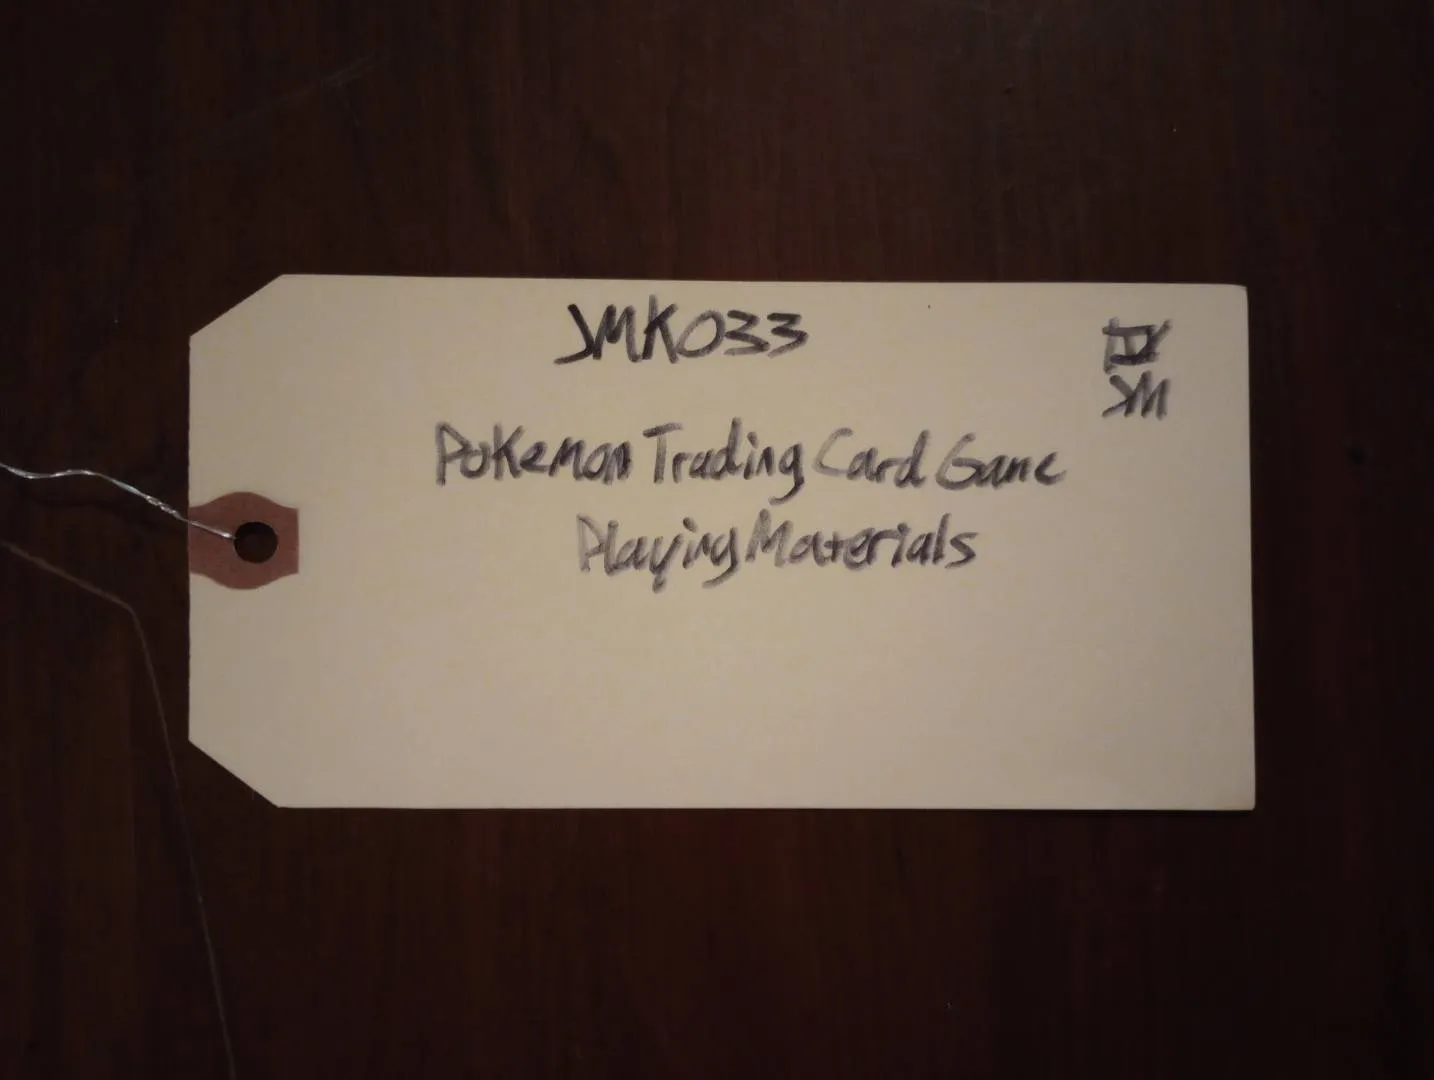 JMK033
Pokemon Trading Card Game
Playing Materials